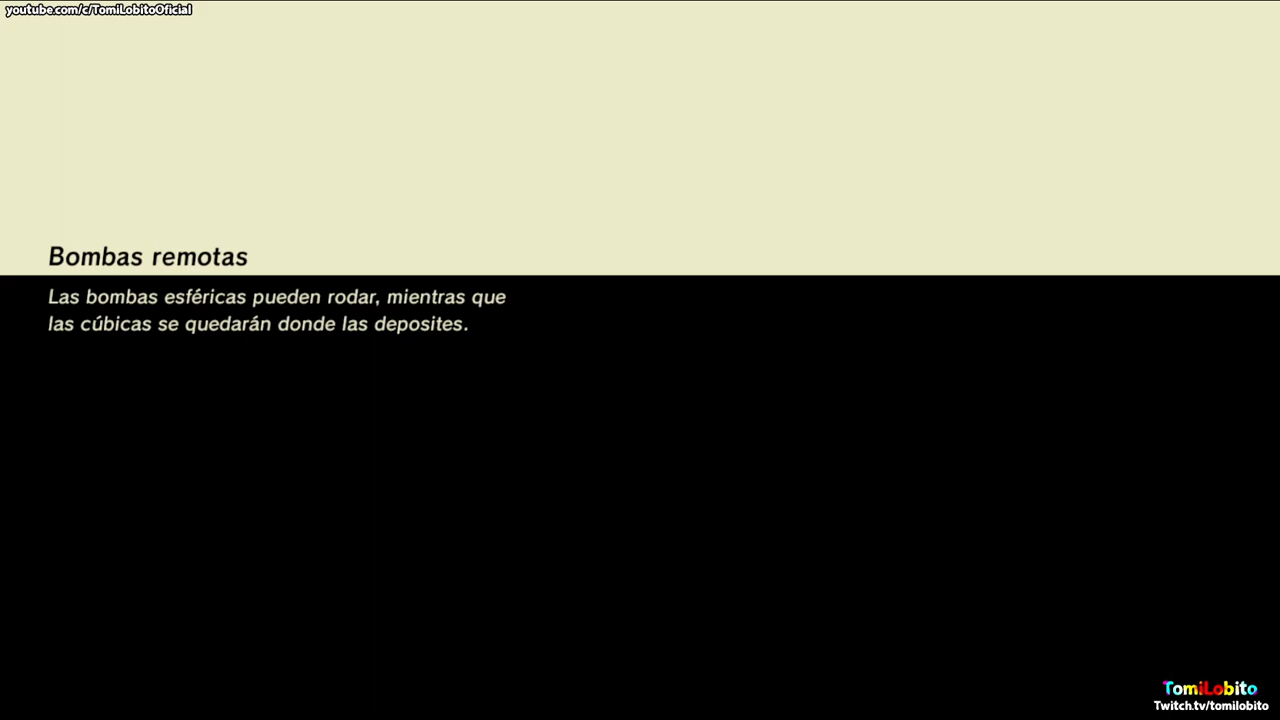 youtube.com/c/TomiLobitoOficial
Bombas remotas
Las bombas esféricas pueden rodar, mientras que
las cúbicas se quedarán donde las deposites.
TomiLobito
Twitch.tv/tomilobito